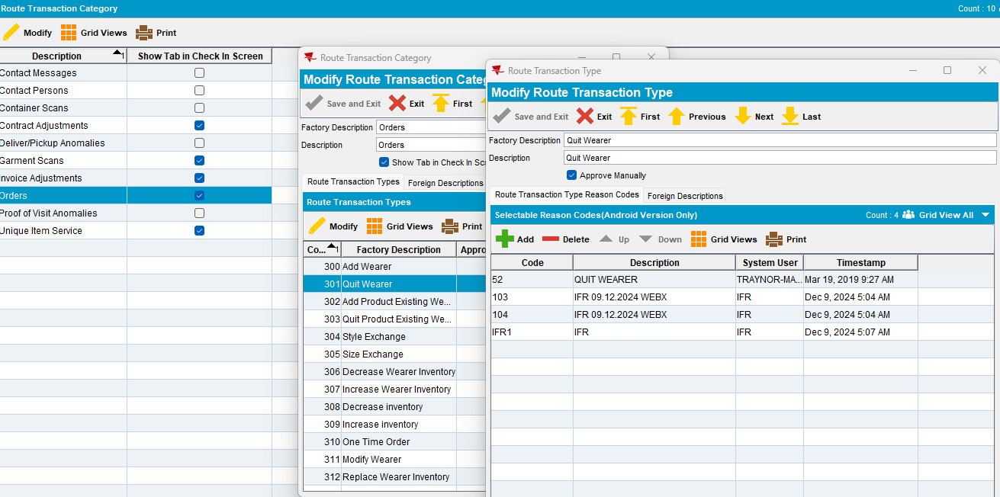 Route Transaction Category
Count : 10
Modify Grid Views Print
Description 1 Show Tab in Check In Screen
Contact Messages
Contact Persons
Container Scans
Contract Adjustments
Deliver/Pickup Anomalies
Garment Scans
Invoice Adjustments
Orders
Proof of Visit Anomalies
Unique Item Service
Route Transaction Category
Modify Route Transaction Categ
Save and Exit Exit First
Factory Description Orders
Description Orders
Show Tab in Check In Scr
Route Transaction Types Foreign Descriptions
Route Transaction Types
Modify Grid Views Print
Co... 1 Factory Description Appro
300 Add Wearer
301 Quit Wearer
302 Add Product Existing We...
303 Quit Product Existing We...
304 Style Exchange
305 Size Exchange
306 Decrease Wearer Inventory
307 Increase Wearer Inventory
308 Decrease inventory
309 Increase inventory
310 One Time Order
311 Modify Wearer
312 Replace Wearer Inventory
Route Transaction Type
Modify Route Transaction Type
Save and Exit Exit First Previous Next Last
Factory Description Quit Wearer
Description Quit Wearer
Approve Manually
Route Transaction Type Reason Codes Foreign Descriptions
Selectable Reason Codes(Android Version Only) Count : 4 Grid View All
Add Delete Up Down Grid Views Print
Code Description System User Timestamp
52 QUIT WEARER TRAYNOR-MA... Mar 19, 2019 9:27 AM
103 IFR 09.12.2024 WEBX IFR Dec 9, 2024 5:04 AM
104 IFR 09.12.2024 WEBX IFR Dec 9, 2024 5:04 AM
IFR1 IFR IFR Dec 9, 2024 5:07 AM